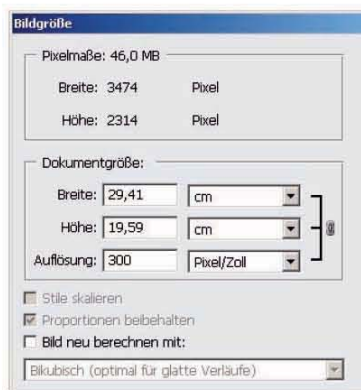 Bildgröße
Pixelmaße: 46,0 MB
Breite: 3474 Pixel
Höhe: 2314 Pixel
Dokumentgröße:
Breite: 29,41 cm
Höhe: 19,59 cm
Auflösung: 300 Pixel/Zoll
Stile skalieren
Proportionen beibehalten
Bild neu berechnen mit:
Bikubisch (optimal für glatte Verläufe)